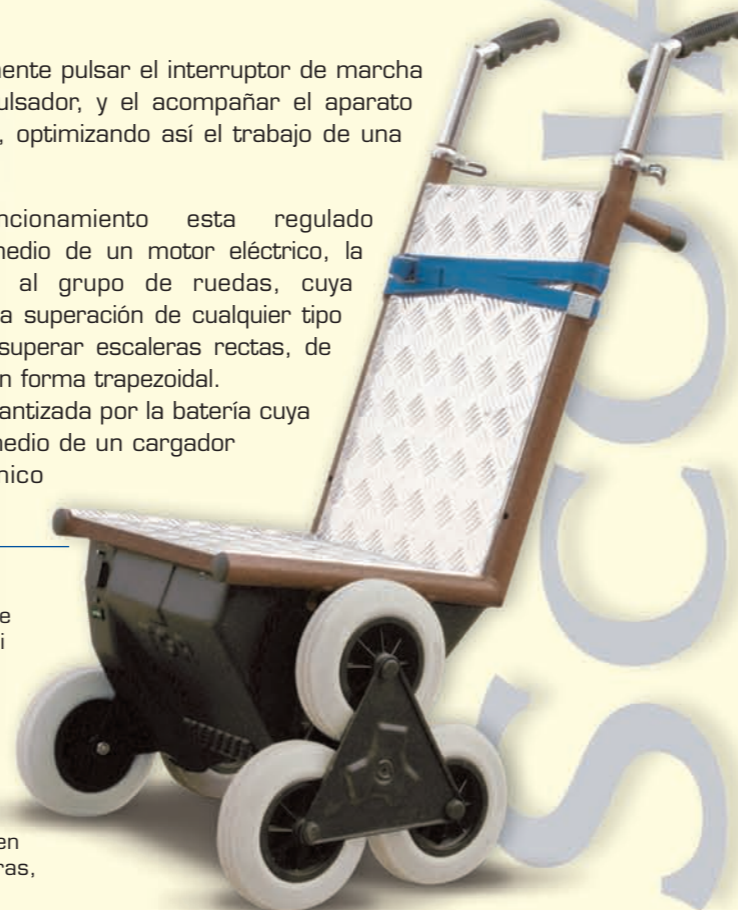 ente pulsar el interruptor de marcha
ulsador, y el acompañar el aparato
, optimizando así el trabajo de una
ncionamiento esta regulado
medio de un motor eléctrico, la
al grupo de ruedas, cuya
a superación de cualquier tipo
superar escaleras rectas, de
n forma trapezoidal.
antizada por la batería cuya
medio de un cargador
nico
e
i
en
ras,